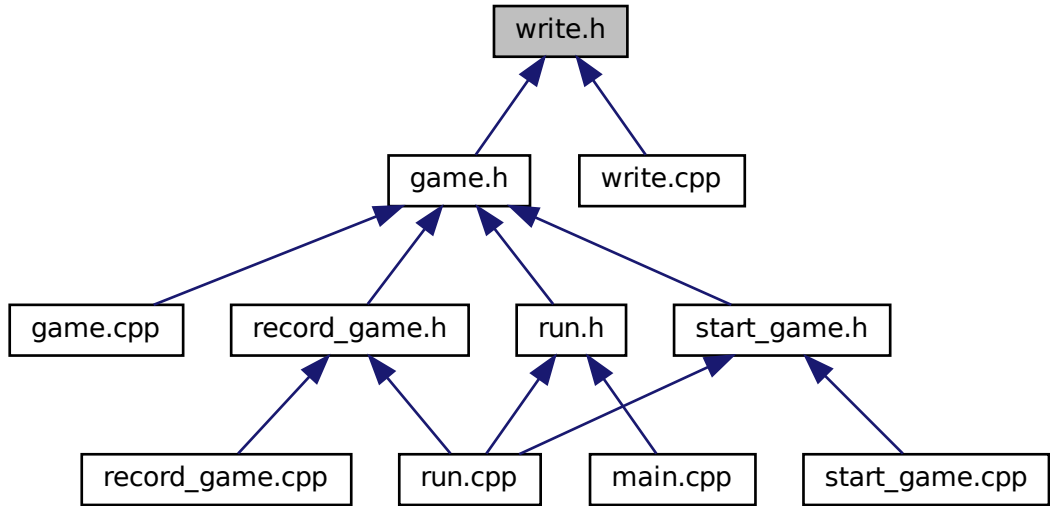 write.h
game.h
write.cpp
game.cpp
record_game.h
run.h
start_game.h
record_game.cpp
run.cpp
main.cpp
start_game.cpp